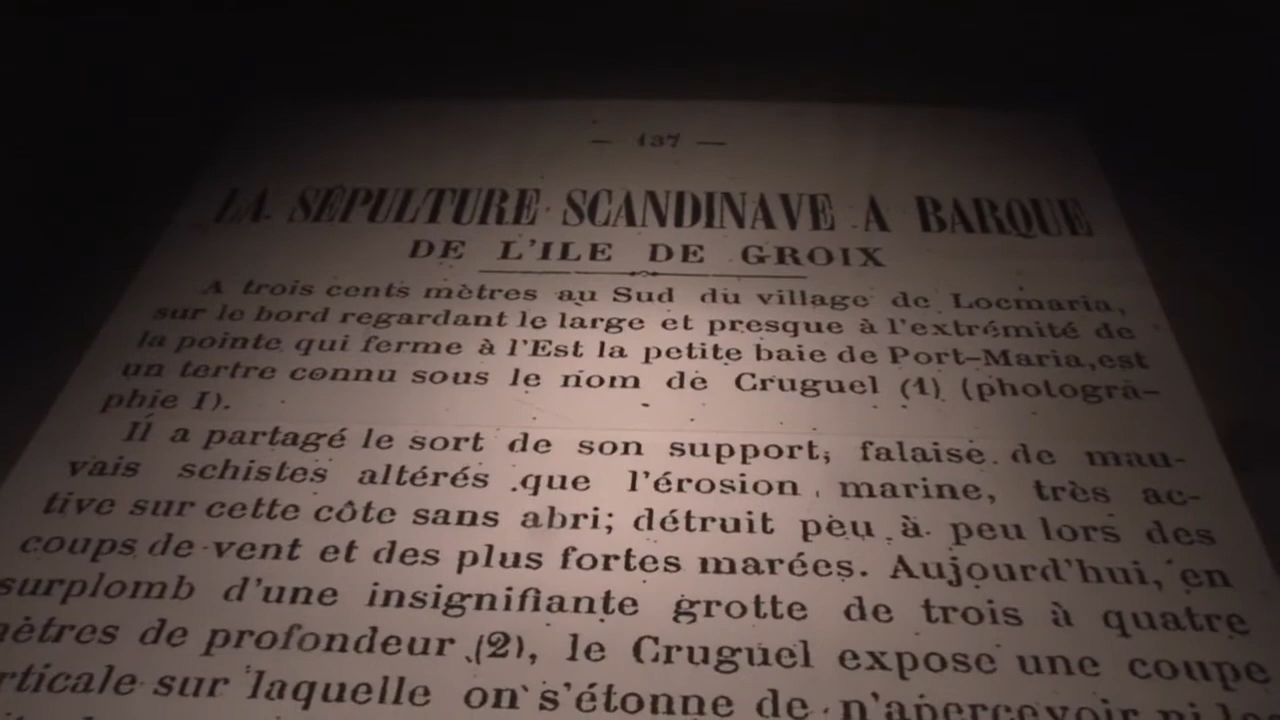 — 137 —
LA SÉPULTURE SCANDINAVE A BARQUE
DE L'ILE DE GROIX
A trois cents mètres au Sud du village de Locmaria,
sur le bord regardant le large et presque à l'extrémité de
la pointe qui ferme à l'Est la petite baie de Port-Maria, est
un tertre connu sous le nom de Cruguel (1) (photogra-
phie I).
Il a partagé le sort de son support, falaise de mau-
vais schistes altérés que l'érosion marine, très ac-
tive sur cette côte sans abri; détruit peu à peu lors des
coups de vent et des plus fortes marées. Aujourd'hui, en
surplomb d'une insignifiante grotte de trois à quatre
mètres de profondeur (2), le Cruguel expose une coupe
rticale sur laquelle on s'étonne de n'apercevoir ni